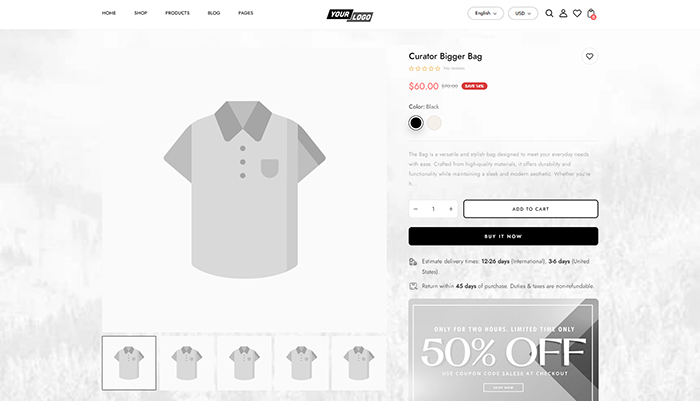 HOME SHOP PRODUCTS BLOG PAGES
YOUR LOGO
English USD
Curator Bigger Bag
No reviews
$60.00 $70.00 SAVE 14%
Color: Black
The Bag is a versatile and stylish bag designed to meet your everyday needs
with ease. Crafted from high-quality materials, it offers durability and
functionality while maintaining a sleek and modern aesthetic. Whether you're
1
ADD TO CART
BUY IT NOW
Estimate delivery times: 12-26 days (International), 3-6 days (United
States).
Return within 45 days of purchase. Duties & taxes are non-refundable.
ONLY FOR TWO HOURS. LIMITED TIME ONLY
50% OFF
USE COUPON CODE SALE50 AT CHECKOUT
SHOP NOW